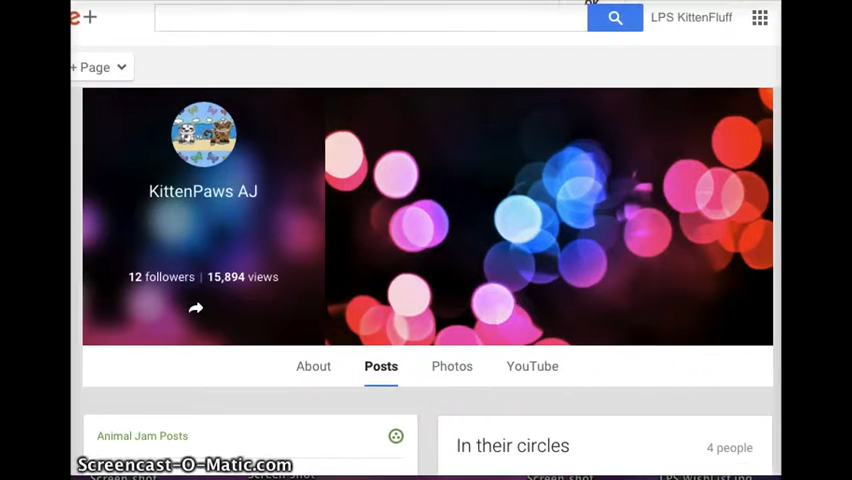 e+
LPS KittenFluff
+ Page
KittenPaws AJ
12 followers | 15,894 views
About Posts Photos YouTube
Animal Jam Posts
In their circles 4 people
Screencast-O-Matic.com